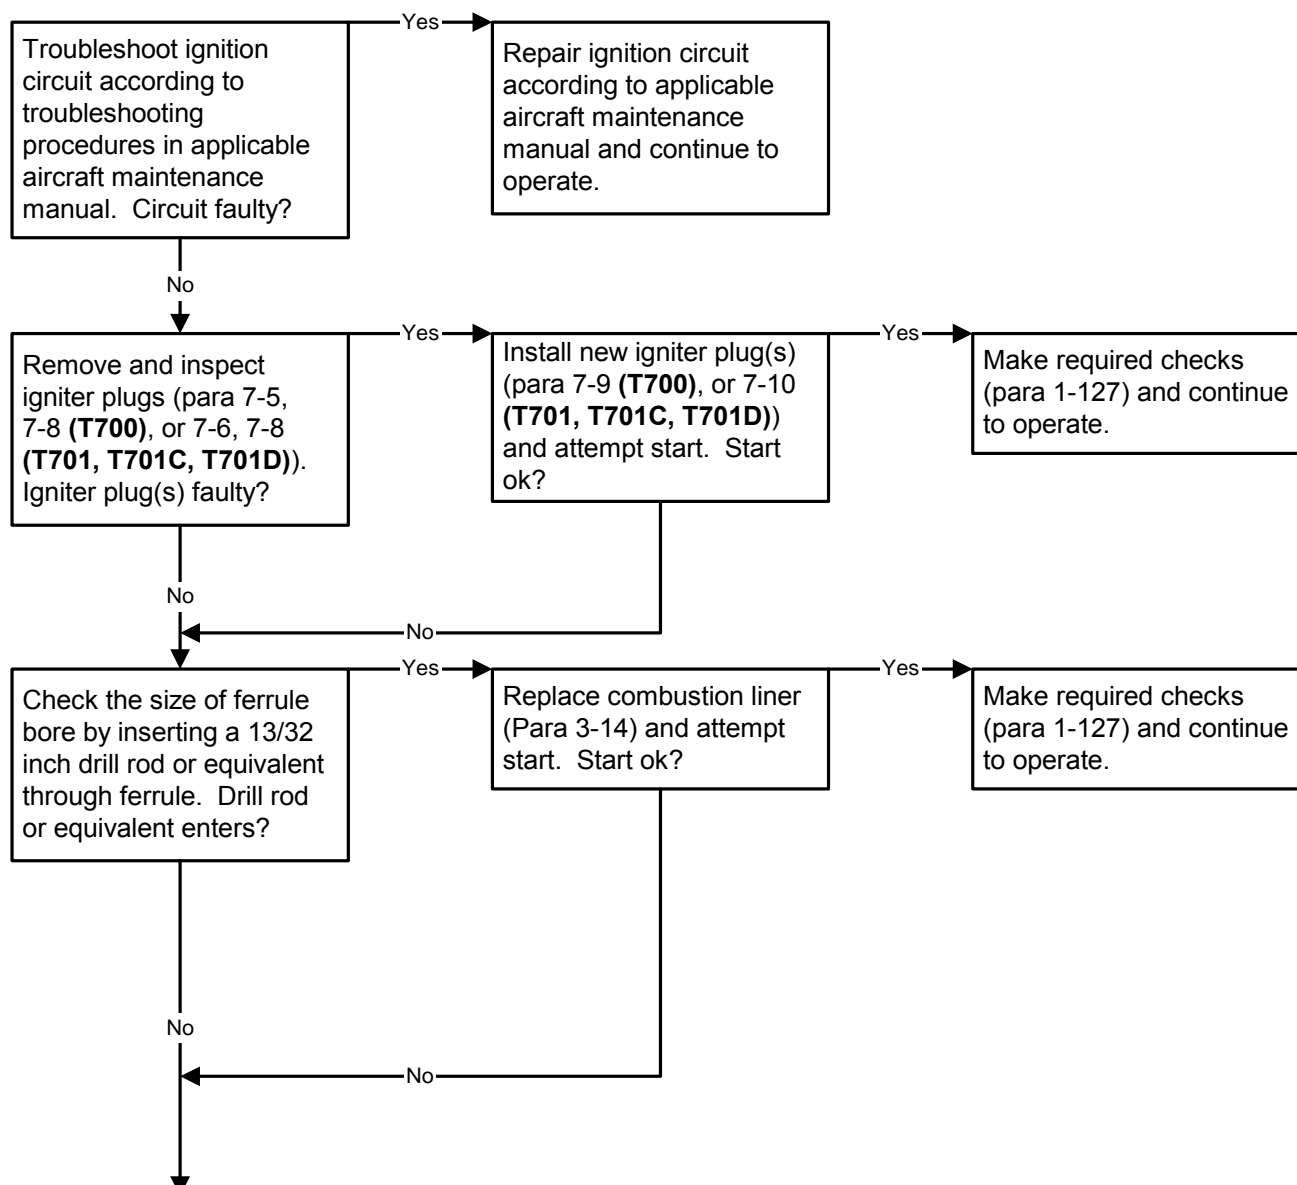 Yes
Troubleshoot ignition
circuit according to
troubleshooting
procedures in applicable
aircraft maintenance
manual.  Circuit faulty?
Repair ignition circuit
according to applicable
aircraft maintenance
manual and continue to
operate.
No
Yes
Yes
Remove and inspect
igniter plugs (para 7-5,
7-8 (T700), or 7-6, 7-8
(T701, T701C, T701D)).
Igniter plug(s) faulty?
Install new igniter plug(s)
(para 7-9 (T700), or 7-10
(T701, T701C, T701D))
and attempt start.  Start
ok?
Make required checks
(para 1-127) and continue
to operate.
No
No
Yes
Yes
Check the size of ferrule
bore by inserting a 13/32
inch drill rod or equivalent
through ferrule.  Drill rod
or equivalent enters?
Replace combustion liner
(Para 3-14) and attempt
start.  Start ok?
Make required checks
(para 1-127) and continue
to operate.
No
No